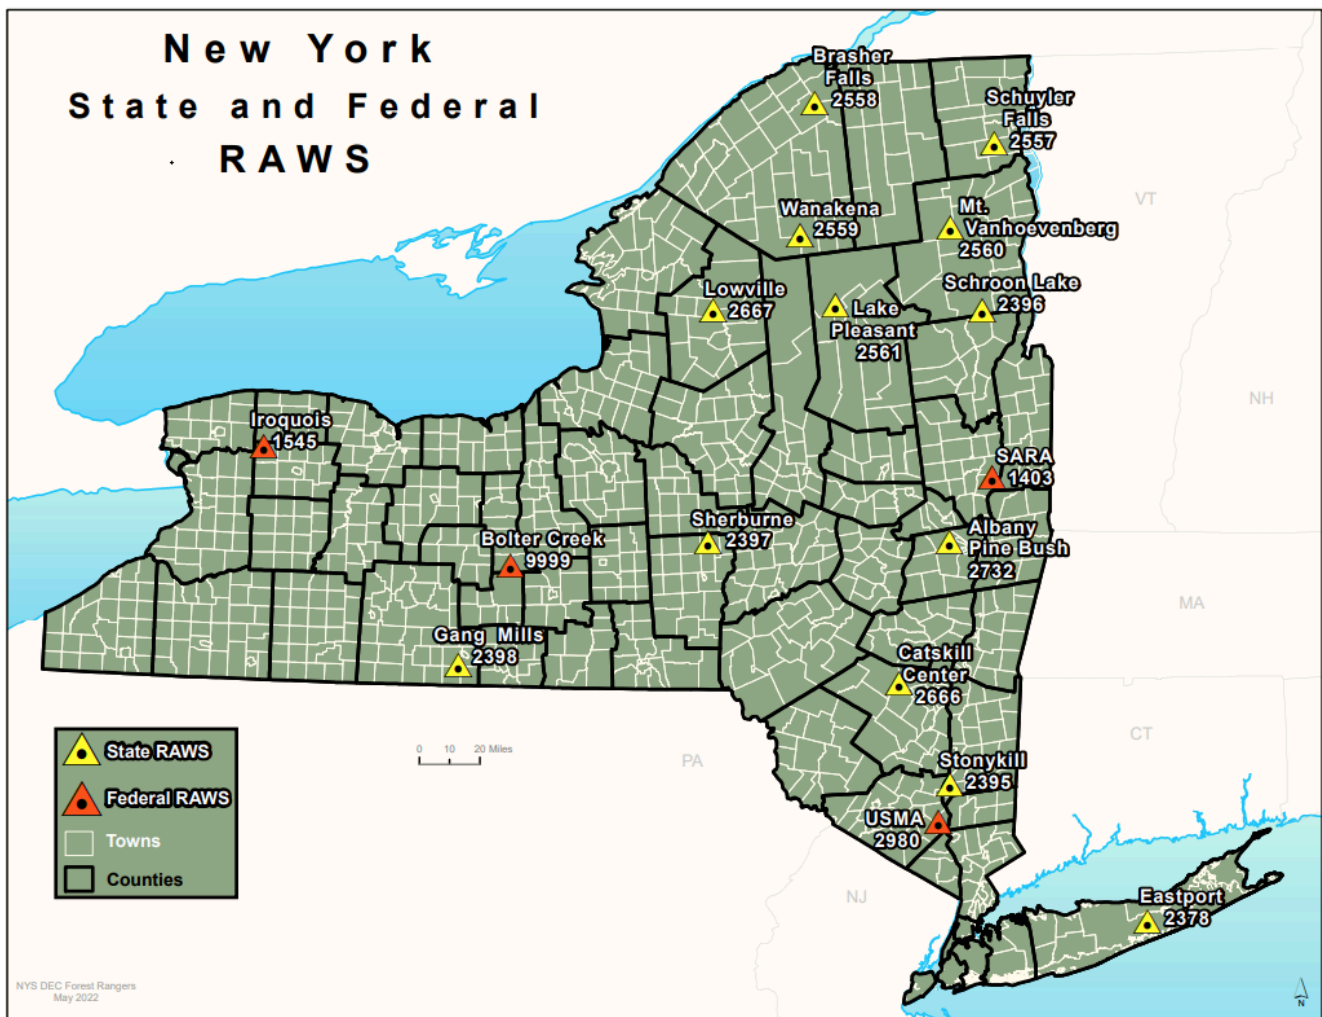 New York
State and Federal
RAWS
Brasher
Falls
2558
Schuyler
Falls
2557
VT
Wanakena
2559
Mt.
Vanhoevenberg
2560
Lowville
2667
Lake
Pleasant
2561
Schroon Lake
2396
NH
Iroquois
1545
SARA
1403
Sherburne
2397
Albany
Pine Bush
2732
Bolter Creek
9999
MA
Gang Mills
2398
Catskill
Center
2666
State RAWS
Federal RAWS
Towns
Counties
0 10 20 Miles
PA
CT
Stonykill
2395
USMA
2980
NJ
Eastport
2378
NYS DEC Forest Rangers
May 2022
N